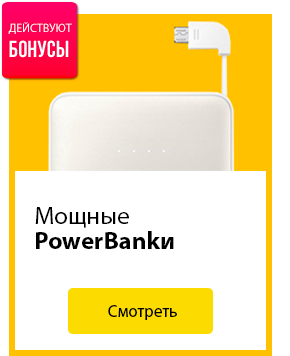 ДЕЙСТВУЮТ
БОНУСЫ
Мощные
PowerBankи
Смотреть